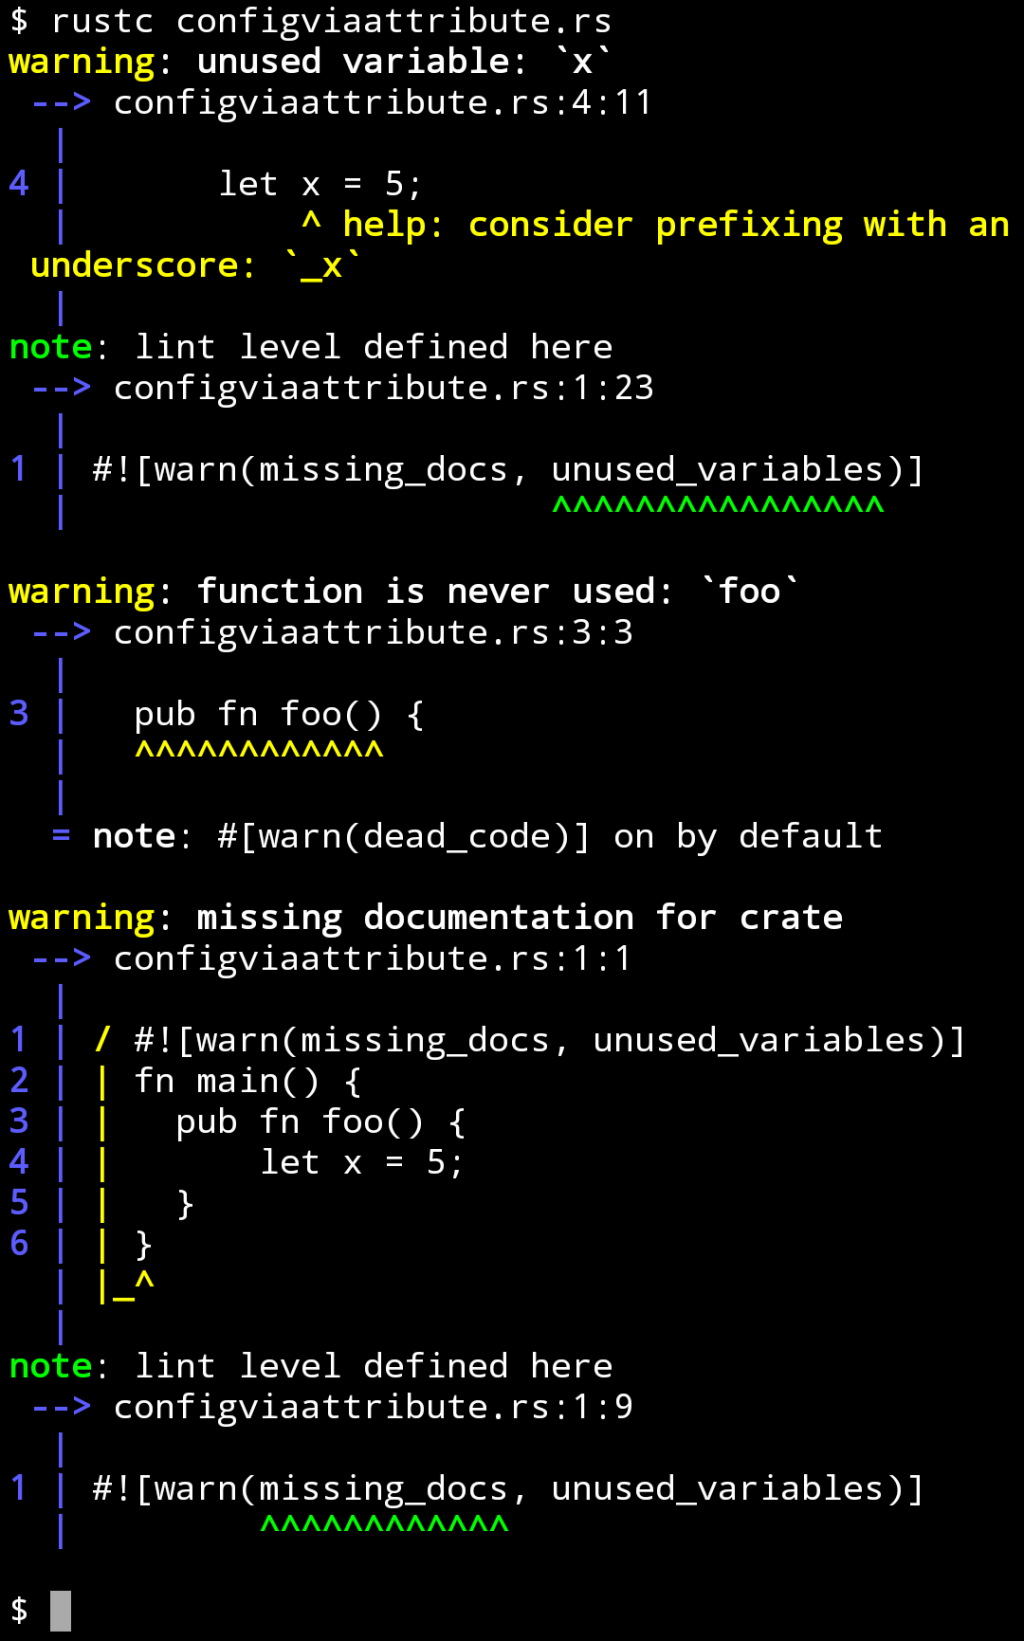 $ rustc configviaattribute.rs
warning: unused variable: `x`
 --> configviaattribute.rs:4:11
  |
4 |       let x = 5;
  |           ^ help: consider prefixing with an
 underscore: `_x`
  |
note: lint level defined here
 --> configviaattribute.rs:1:23
  |
1 | #![warn(missing_docs, unused_variables)]
  |                       ^^^^^^^^^^^^^^^^

warning: function is never used: `foo`
 --> configviaattribute.rs:3:3
  |
3 |   pub fn foo() {
  |   ^^^^^^^^^^^^
  |
  = note: #[warn(dead_code)] on by default

warning: missing documentation for crate
 --> configviaattribute.rs:1:1
  |
1 | / #![warn(missing_docs, unused_variables)]
2 | | fn main() {
3 | |   pub fn foo() {
4 | |       let x = 5;
5 | |   }
6 | | }
  | |_^
  |
note: lint level defined here
 --> configviaattribute.rs:1:9
  |
1 | #![warn(missing_docs, unused_variables)]
  |         ^^^^^^^^^^^^

$